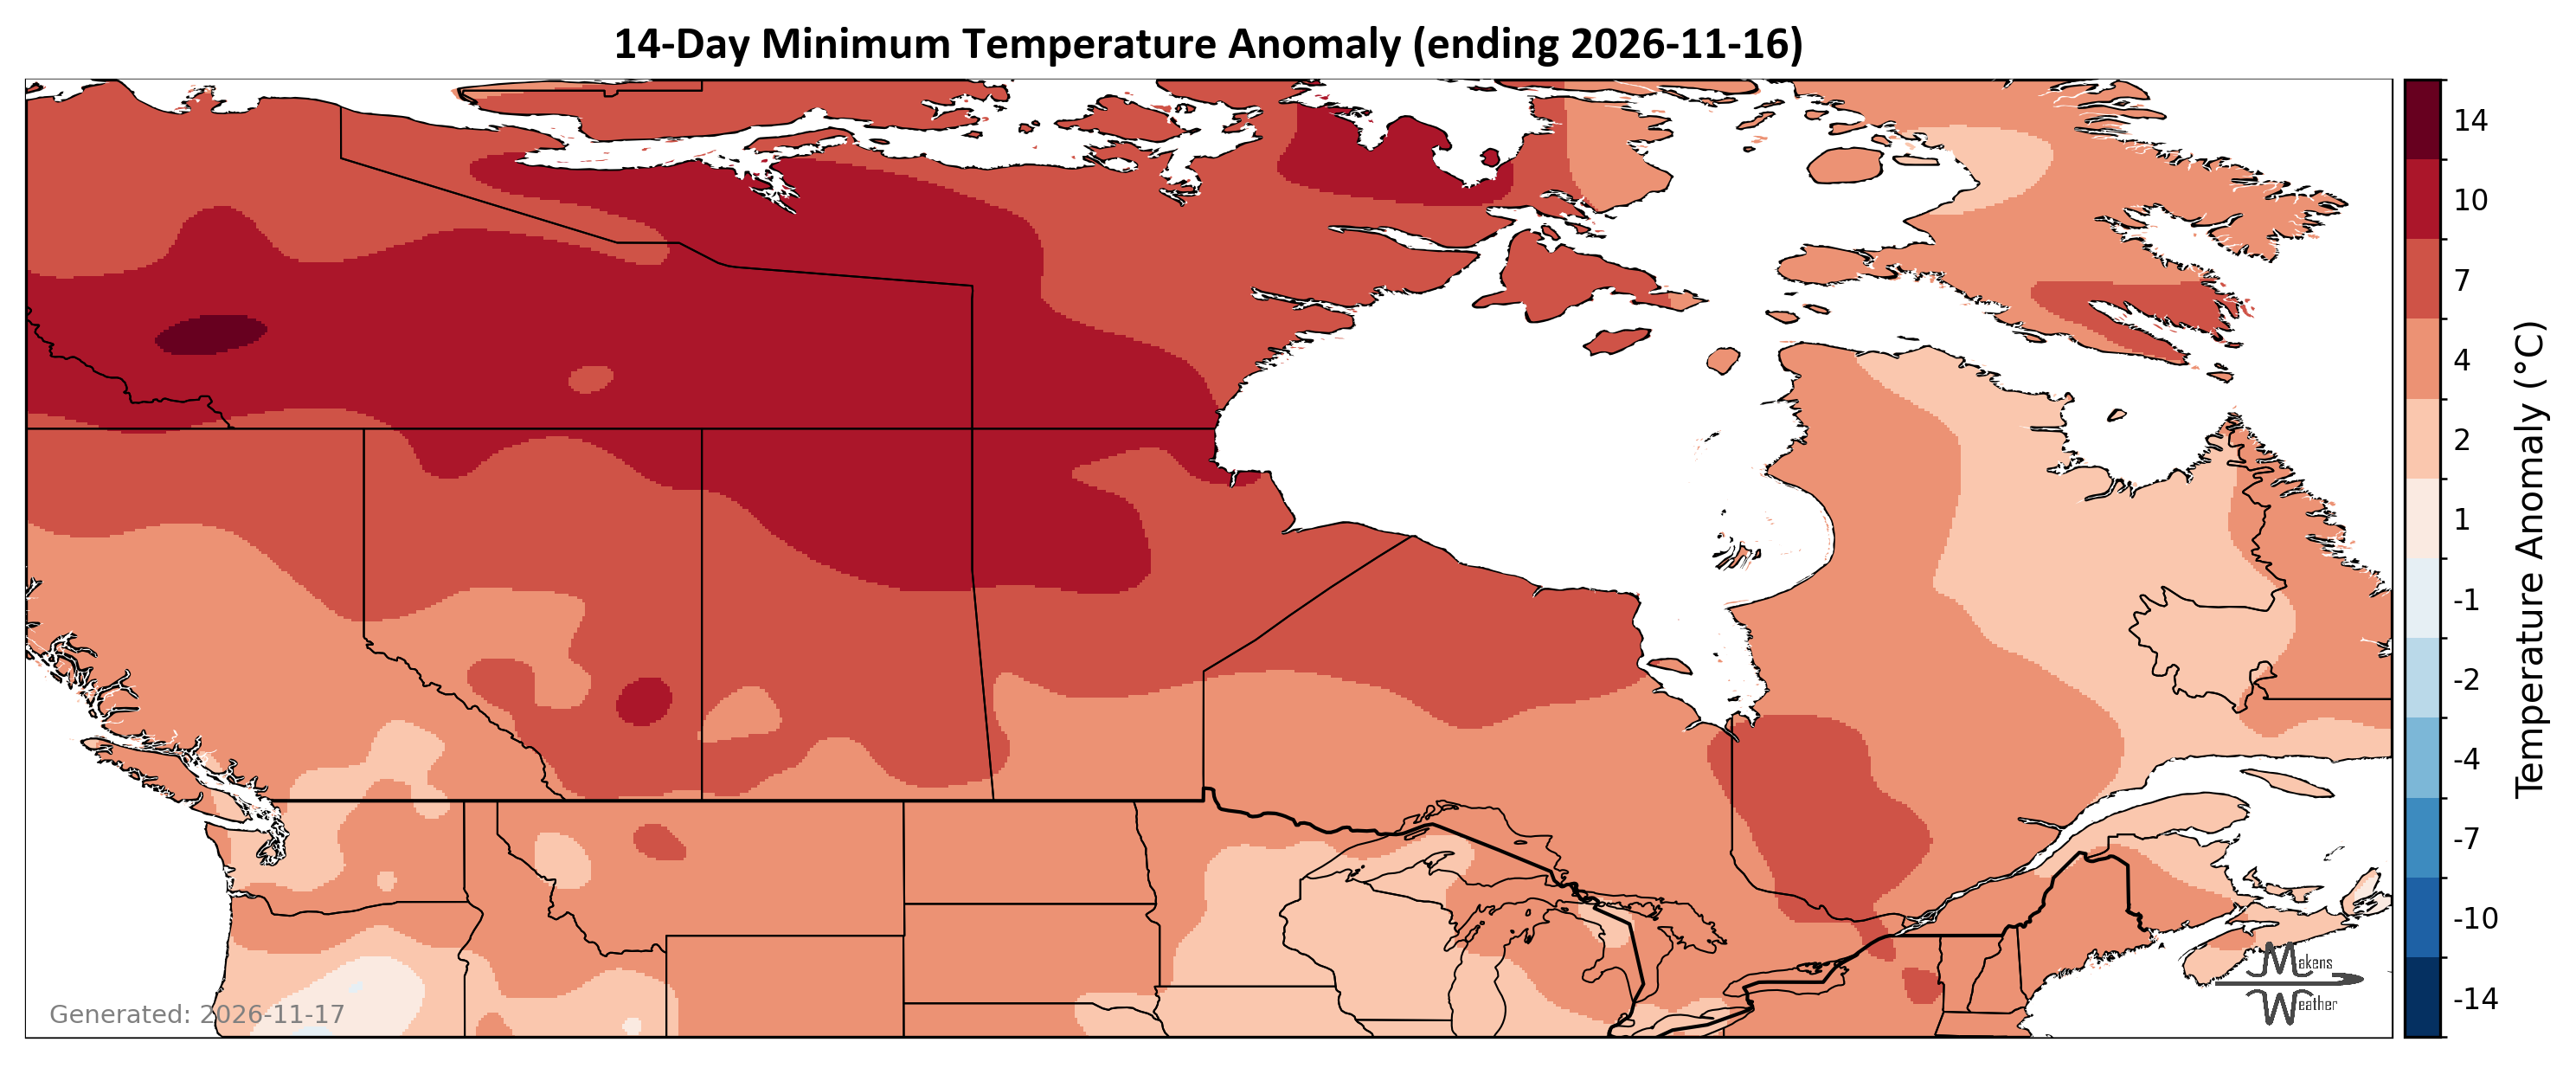 14-Day Minimum Temperature Anomaly (ending 2026-11-16)
14
10
7
4
2
1
-1
-2
-4
-7
-10
-14
Temperature Anomaly (°C)
Makens
Weather
Generated: 2026-11-17